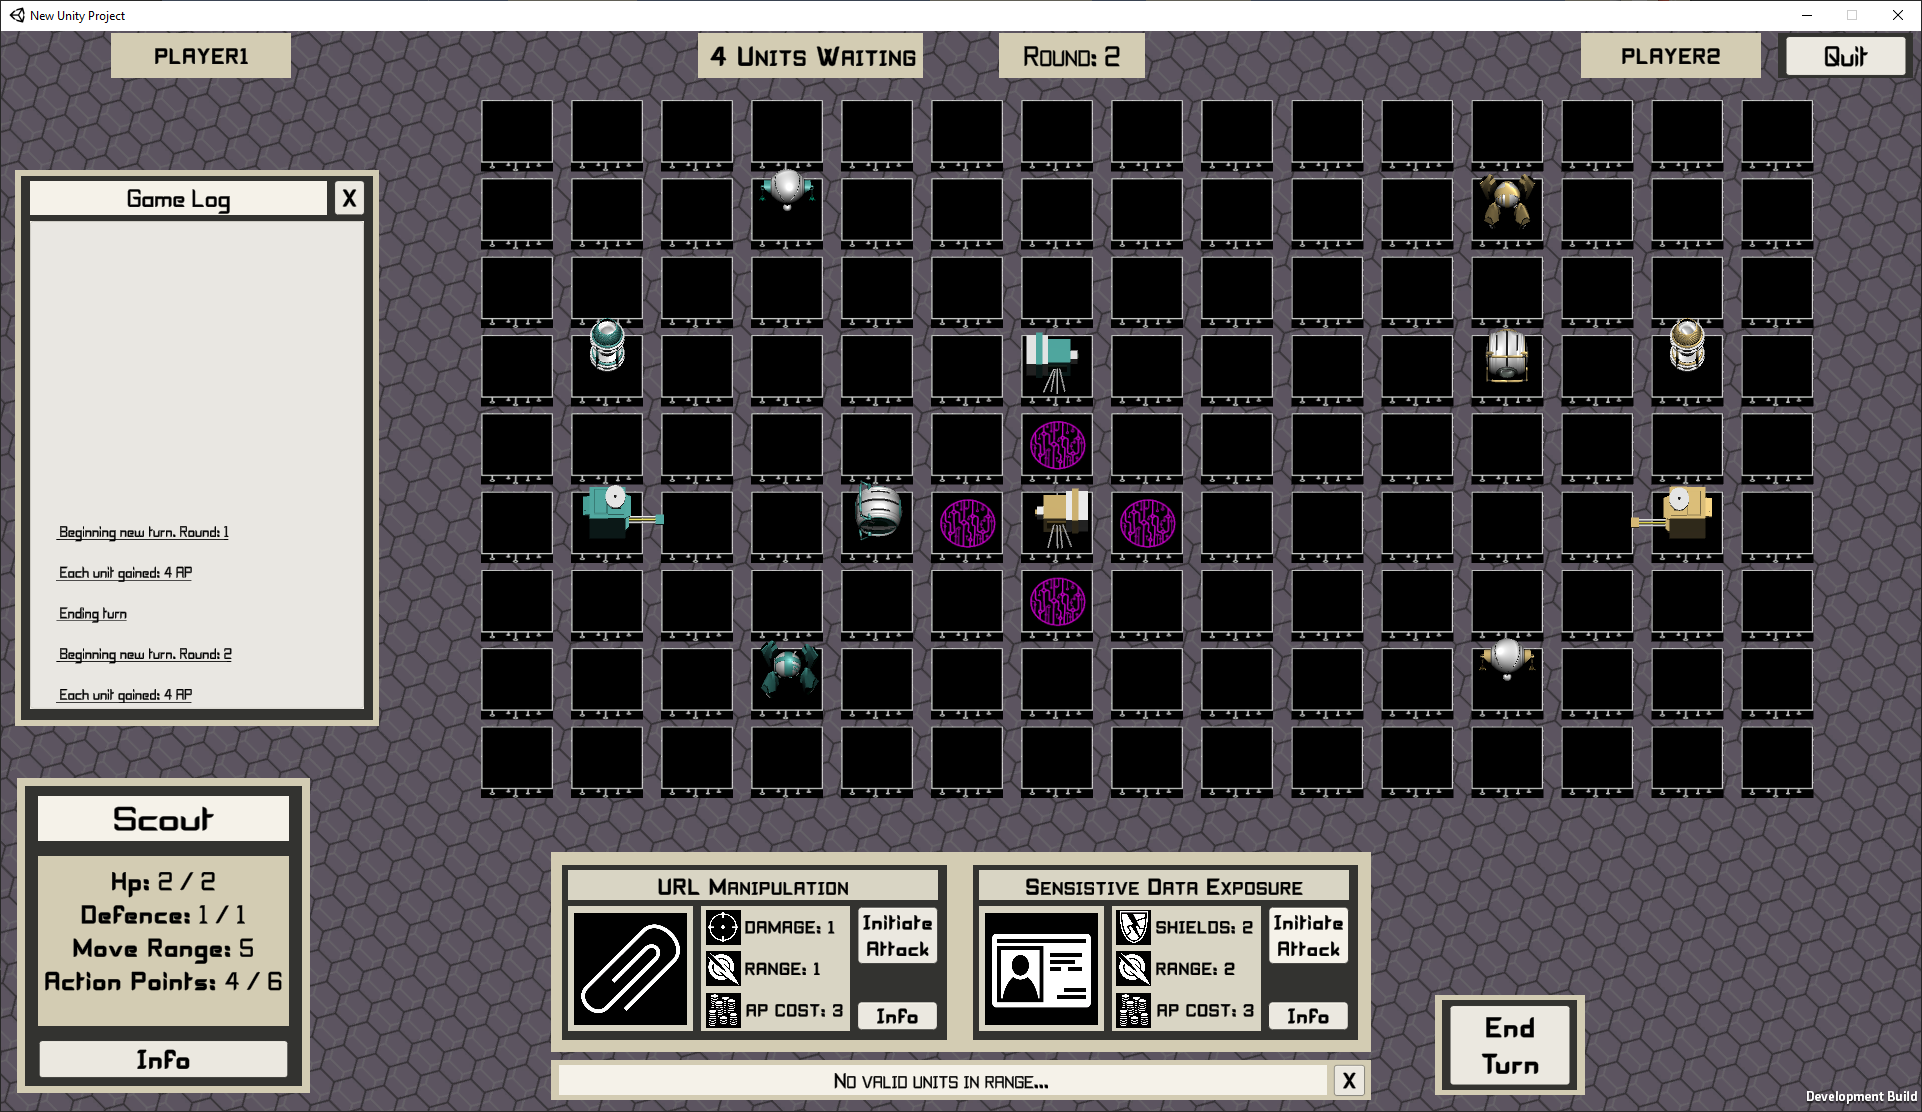 New Unity Project
PLAYER1
4 UNITS WAITING
ROUND: 2
PLAYER2
Quit
Game Log
X
Beginning new turn. Round: 1
Each unit gained: 4 AP
Ending turn
Beginning new turn. Round: 2
Each unit gained: 4 AP
Scout
Hp: 2 / 2
Defence: 1 / 1
Move Range: 5
Action Points: 4 / 6
Info
URL MANIPULATION
DAMAGE: 1
RANGE: 1
AP COST: 3
Initiate
Attack
Info
SENSISTIVE DATA EXPOSURE
SHIELDS: 2
RANGE: 2
AP COST: 3
Initiate
Attack
Info
NO VALID UNITS IN RANGE...
X
End
Turn
Development Build